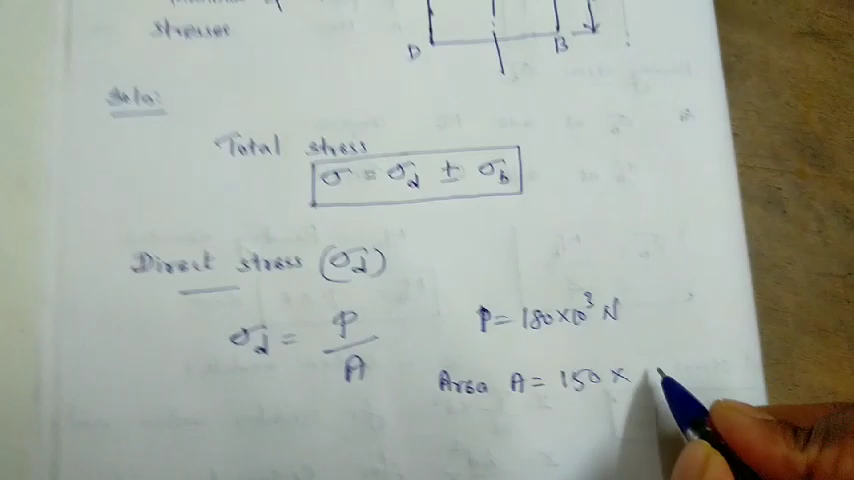 stresses
D
B
Soln:
Total stress
σ = σd ± σb
Direct stress (σd)
σd = P / A
P = 180×10³ N
Area A = 150 ×